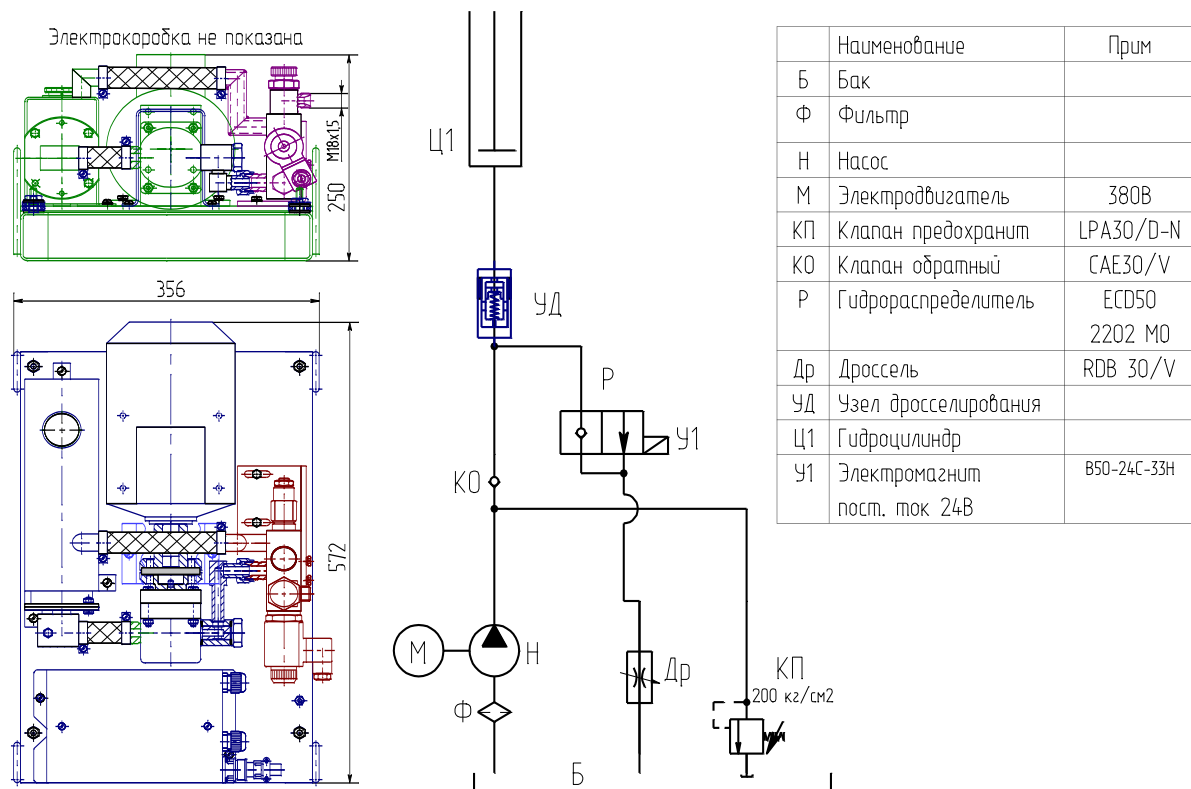 Электрокоробка не показана
М18х1,5
250
356
572
Ц1
УД
Р
У1
КО
М
Н
Др
КП
200 кг/см2
Ф
Б
Наименование Прим
Б Бак
Ф Фильтр
Н Насос
М Электродвигатель 380В
КП Клапан предохранит LPA30/D-N
КО Клапан обратный CAE30/V
Р Гидрораспределитель ECD50
2202 MO
Др Дроссель RDB 30/V
УД Узел дросселирования
Ц1 Гидроцилиндр
У1 Электромагнит B50-24C-33H
пост. ток 24В